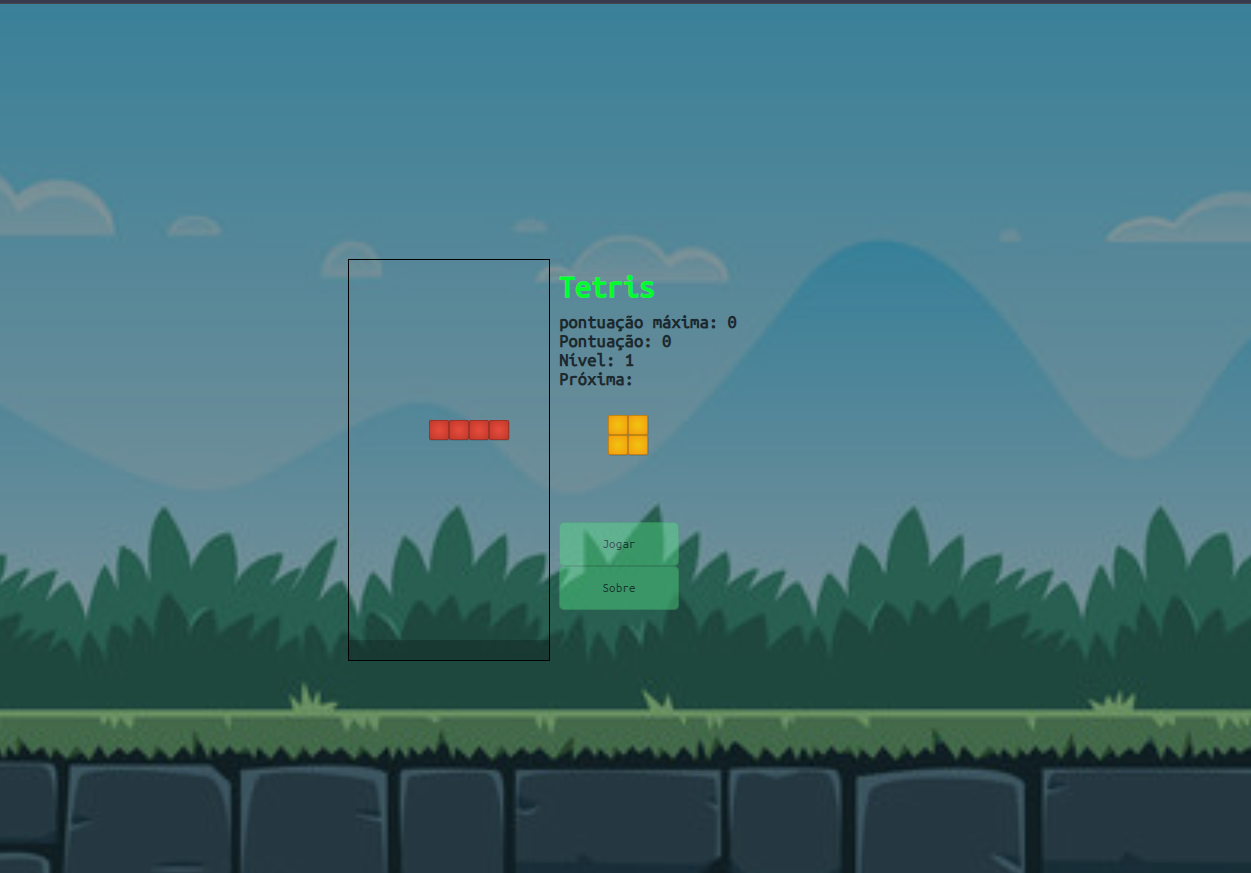 Tetris
pontuação máxima: 0
Pontuação: 0
Nível: 1
Próxima:
Jogar
Sobre